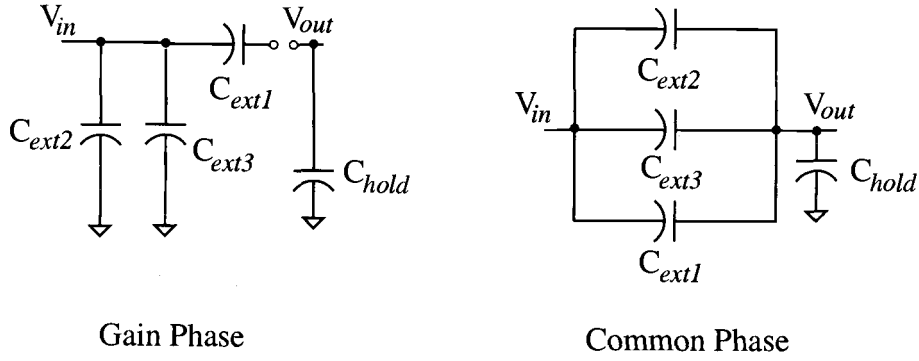 V_in
V_out
C_ext1
C_ext2
C_ext3
C_hold
Gain Phase
C_ext2
V_in
V_out
C_ext3
C_hold
C_ext1
Common Phase